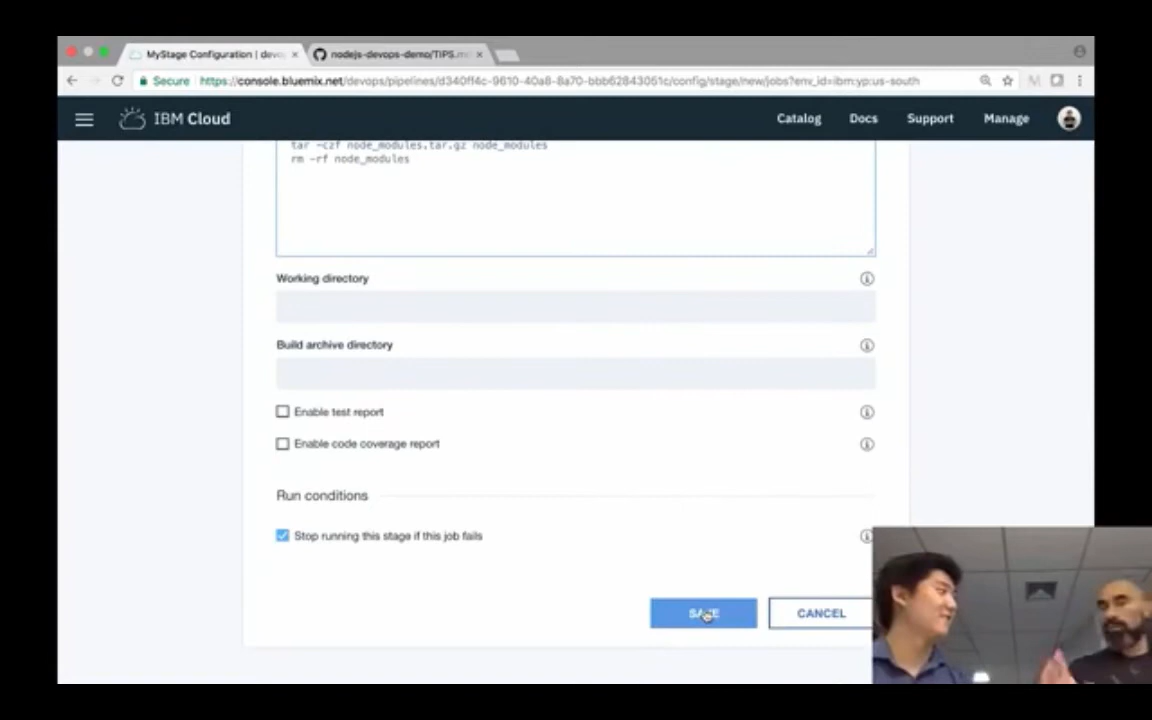 MyStage Configuration | devo
nodejs-devops-demo/TIPS.md
Secure
https://console.bluemix.net/devops/pipelines/d340ff4c-9610-40a8-8a70-bbb62843051c/config/stage/new/jobs?env_id=ibm:yp:us-south
IBM Cloud
Catalog
Docs
Support
Manage
tar -czf node_modules.tar.gz node_modules
rm -rf node_modules
Working directory
Build archive directory
Enable test report
Enable code coverage report
Run conditions
Stop running this stage if this job fails
SAVE
CANCEL